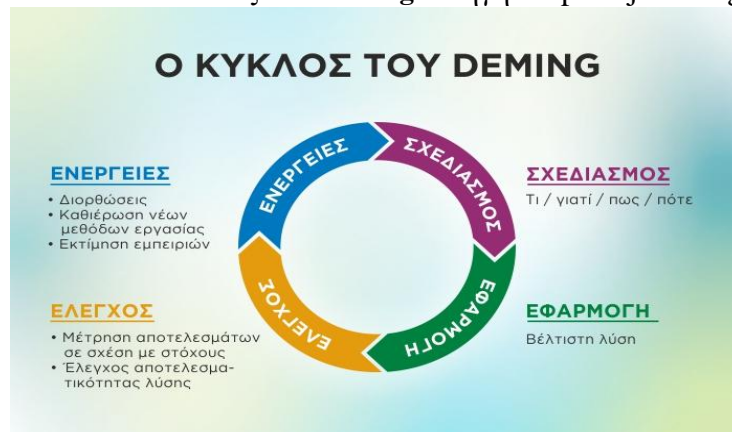 Ο ΚΥΚΛΟΣ ΤΟΥ DEMING
ΕΝΕΡΓΕΙΕΣ
• Διορθώσεις
• Καθιέρωση νέων
μεθόδων εργασίας
• Εκτίμηση εμπειριών
ΕΝΕΡΓΕΙΕΣ
ΣΧΕΔΙΑΣΜΟΣ
ΣΧΕΔΙΑΣΜΟΣ
Τι / γιατί / πως / πότε
ΕΛΕΓΧΟΣ
• Μέτρηση αποτελεσμάτων
σε σχέση με στόχους
• Έλεγχος αποτελεσμα-
τικότητας λύσης
ΕΛΕΓΧΟΣ
ΕΦΑΡΜΟΓΗ
ΕΦΑΡΜΟΓΗ
Βέλτιστη λύση